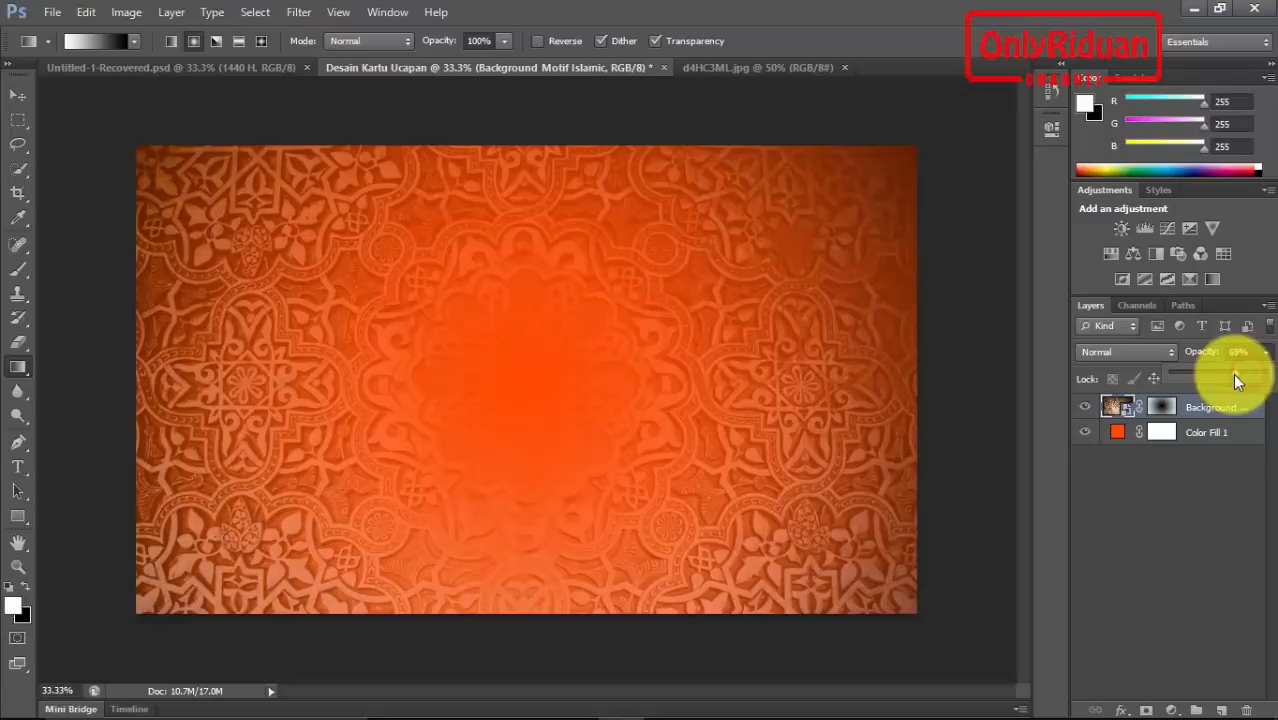 Ps File Edit Image Layer Type Select Filter View Window Help
Mode: Normal Opacity: 100% Reverse Dither Transparency
OnlyRiduan
CHANNEL
Essentials
Untitled-1-Recovered.psd @ 33.3% (1440 H, RGB/8) × Desain Kartu Ucapan @ 33.3% (Background Motif Islamic, RGB/8) * × d4HC3ML.jpg @ 50% (RGB/8#) ×
Color
R 255
G 255
B 255
Adjustments Styles
Add an adjustment
Layers Channels Paths
Kind
Normal Opacity: 69%
Lock:
Background ...
Color Fill 1
33.33% Doc: 10.7M/17.0M
Mini Bridge Timeline